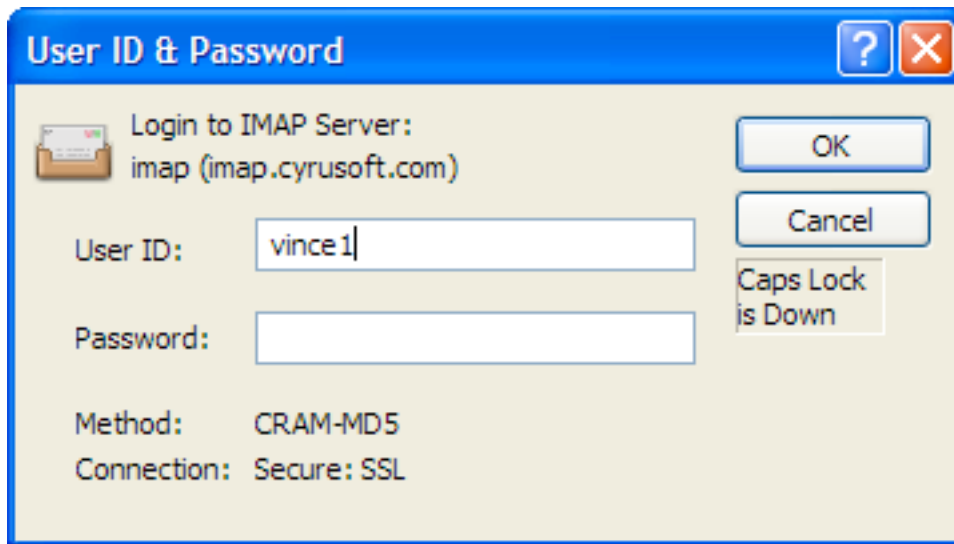 User ID & Password
?
Login to IMAP Server:
imap (imap.cyrusoft.com)
OK
Cancel
User ID:
vince1
Caps Lock
is Down
Password:
Method:
CRAM-MD5
Connection:
Secure: SSL